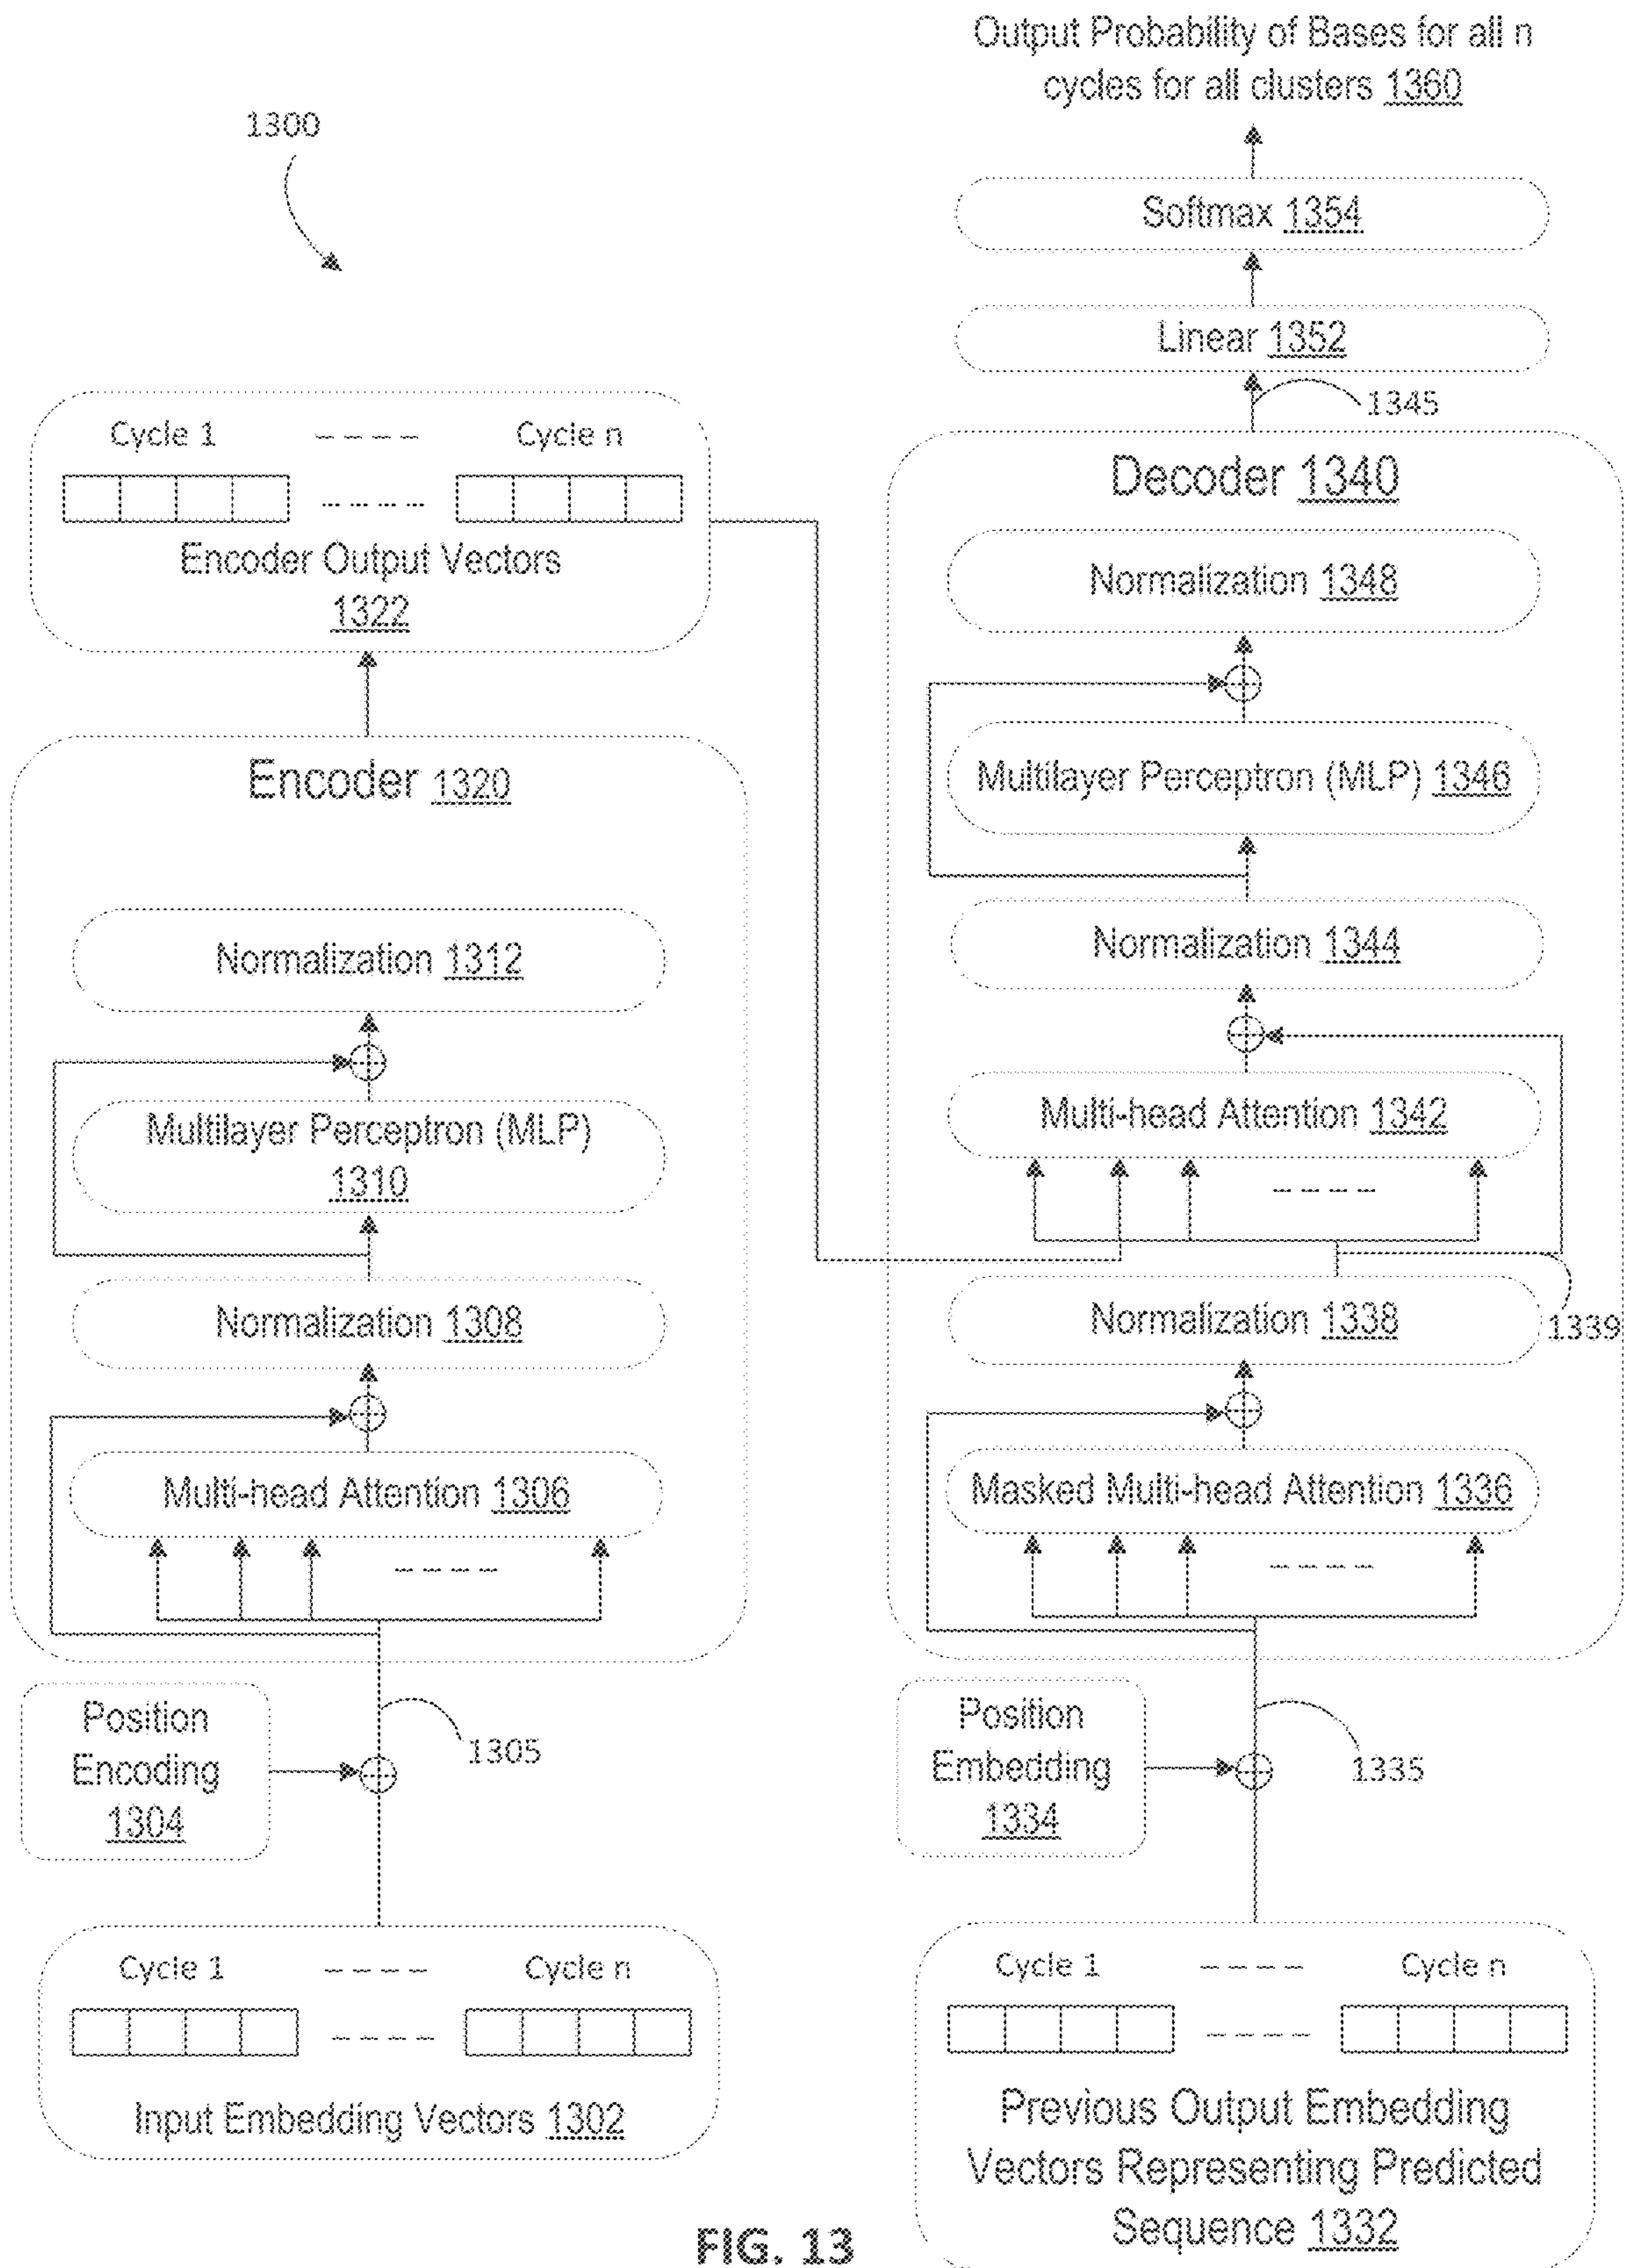 1300
Cycle 1
Cycle n
Encoder Output Vectors
1322
Encoder 1320
Normalization 1312
Multilayer Perceptron (MLP)
1310
Normalization 1308
Multi-head Attention 1306
Position
Encoding
1304
1305
Cycle 1
Cycle n
Input Embedding Vectors 1302
Output Probability of Bases for all n
cycles for all clusters 1360
Softmax 1354
Linear 1352
1345
Decoder 1340
Normalization 1348
Multilayer Perceptron (MLP) 1346
Normalization 1344
Multi-head Attention 1342
Normalization 1338
1339
Masked Multi-head Attention 1336
Position
Embedding
1334
1335
Cycle 1
Cycle n
Previous Output Embedding
Vectors Representing Predicted
Sequence 1332
FIG. 13